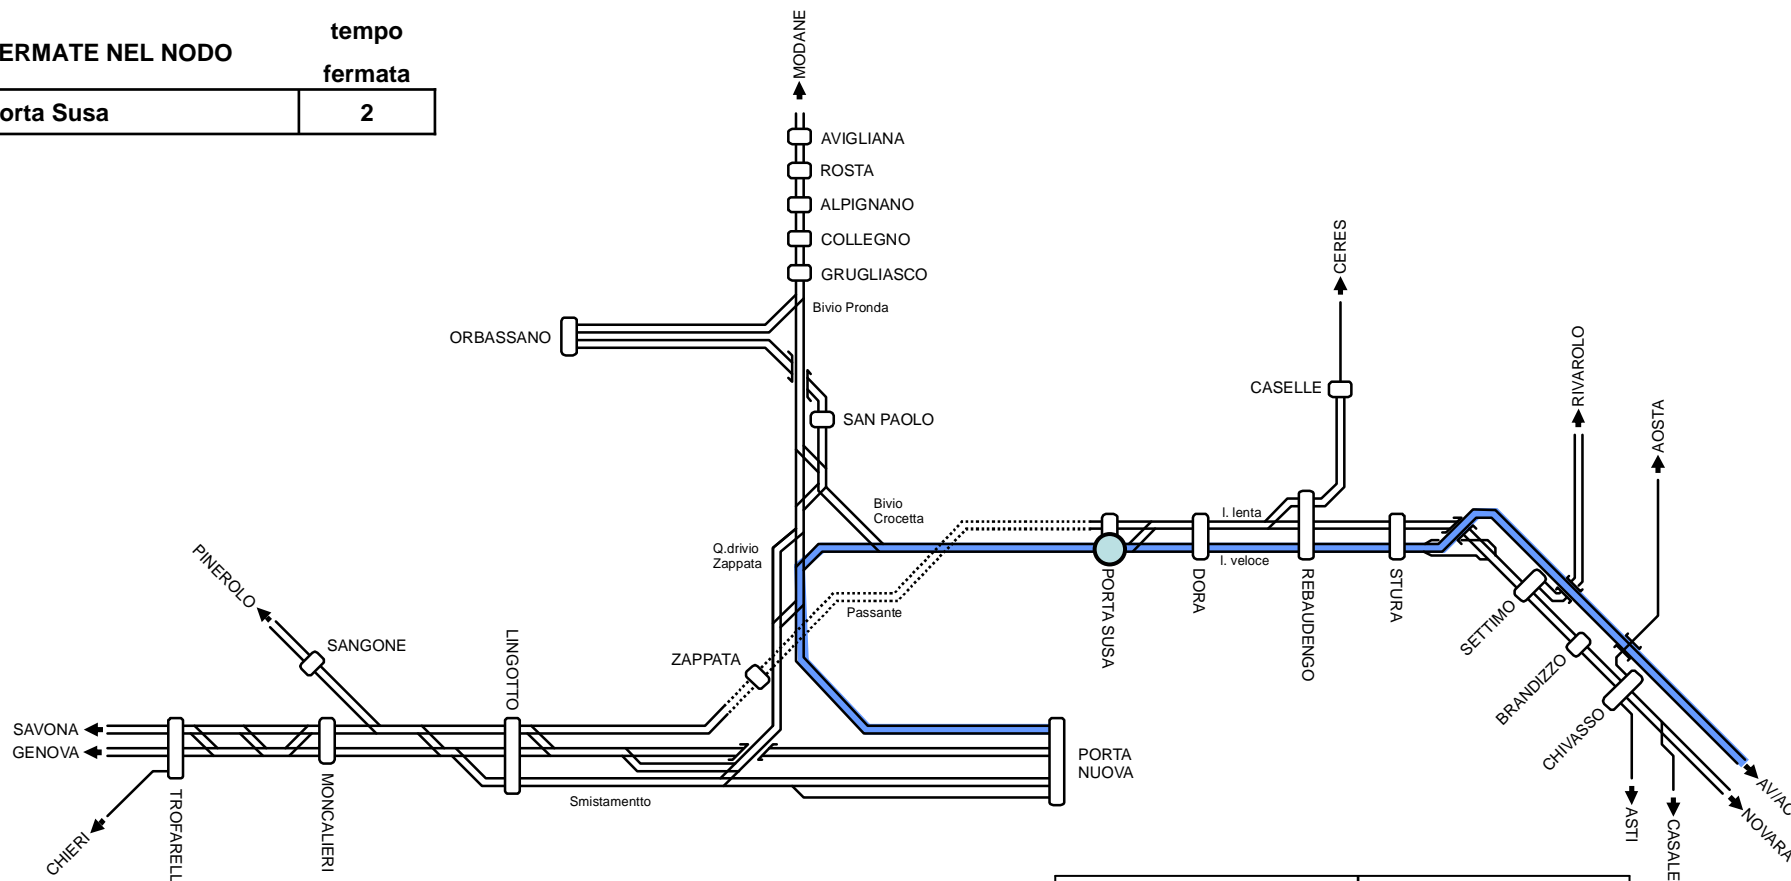 tempo
ERMATE NEL NODO
fermata
orta Susa 2
MODANE
AVIGLIANA
ROSTA
ALPIGNANO
COLLEGNO
GRUGLIASCO
Bivio Pronda
ORBASSANO
SAN PAOLO
CERES
CASELLE
RIVAROLO
AOSTA
Bivio
Crocetta
l. lenta
l. veloce
Q.drivio
Zappata
Passante
PORTA SUSA
DORA
REBAUDENGO
STURA
SETTIMO
BRANDIZZO
CHIVASSO
PINEROLO
SANGONE
LINGOTTO
ZAPPATA
SAVONA
GENOVA
PORTA
NUOVA
Smistamentto
CHIERI
TROFARELL
MONCALIERI
ASTI
CASALE
NOVARA
AV/AC